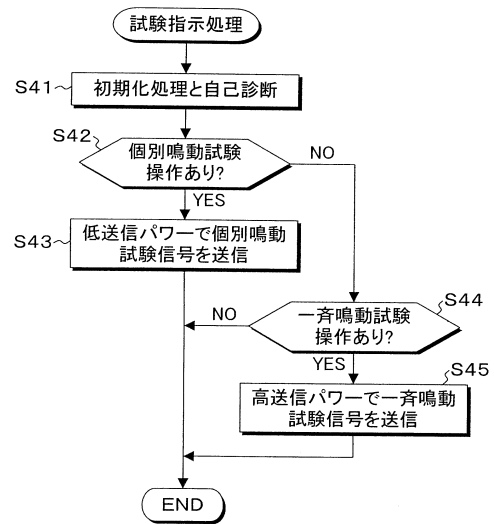 試験指示処理
S41
初期化処理と自己診断
S42
個別鳴動試験
操作あり?
NO
YES
S43
低送信パワーで個別鳴動
試験信号を送信
S44
一斉鳴動試験
操作あり?
NO
YES
S45
高送信パワーで一斉鳴動
試験信号を送信
END